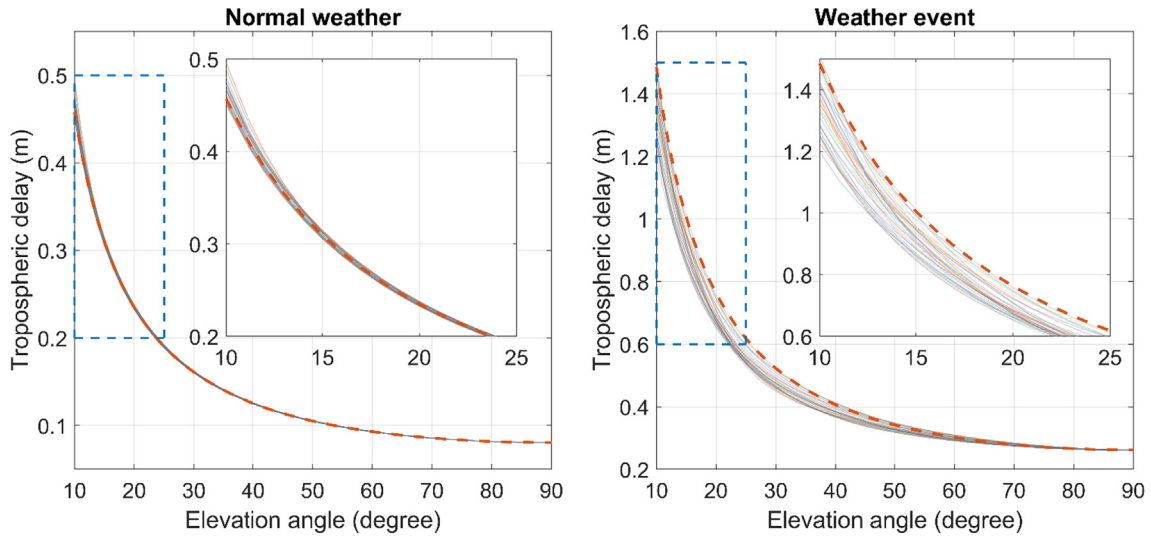 Normal weather
Tropospheric delay (m)
0.5
0.4
0.3
0.2
0.1
10 20 30 40 50 60 70 80 90
Elevation angle (degree)
0.5
0.4
0.3
0.2
10 15 20 25
Weather event
Tropospheric delay (m)
1.6
1.4
1.2
1
0.8
0.6
0.4
0.2
10 20 30 40 50 60 70 80 90
Elevation angle (degree)
1.4
1.2
1
0.8
0.6
10 15 20 25